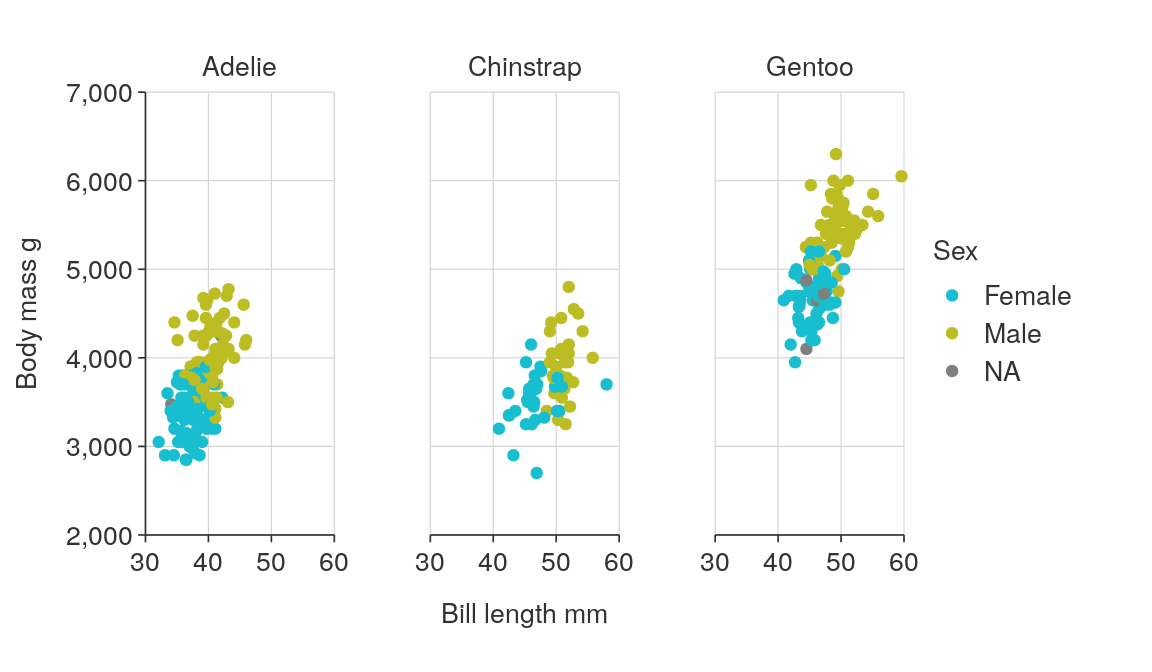 Adelie Chinstrap Gentoo
7,000
6,000
5,000
4,000
3,000
2,000
Body mass g
30 40 50 60 30 40 50 60 30 40 50 60
Bill length mm
Sex
Female
Male
NA